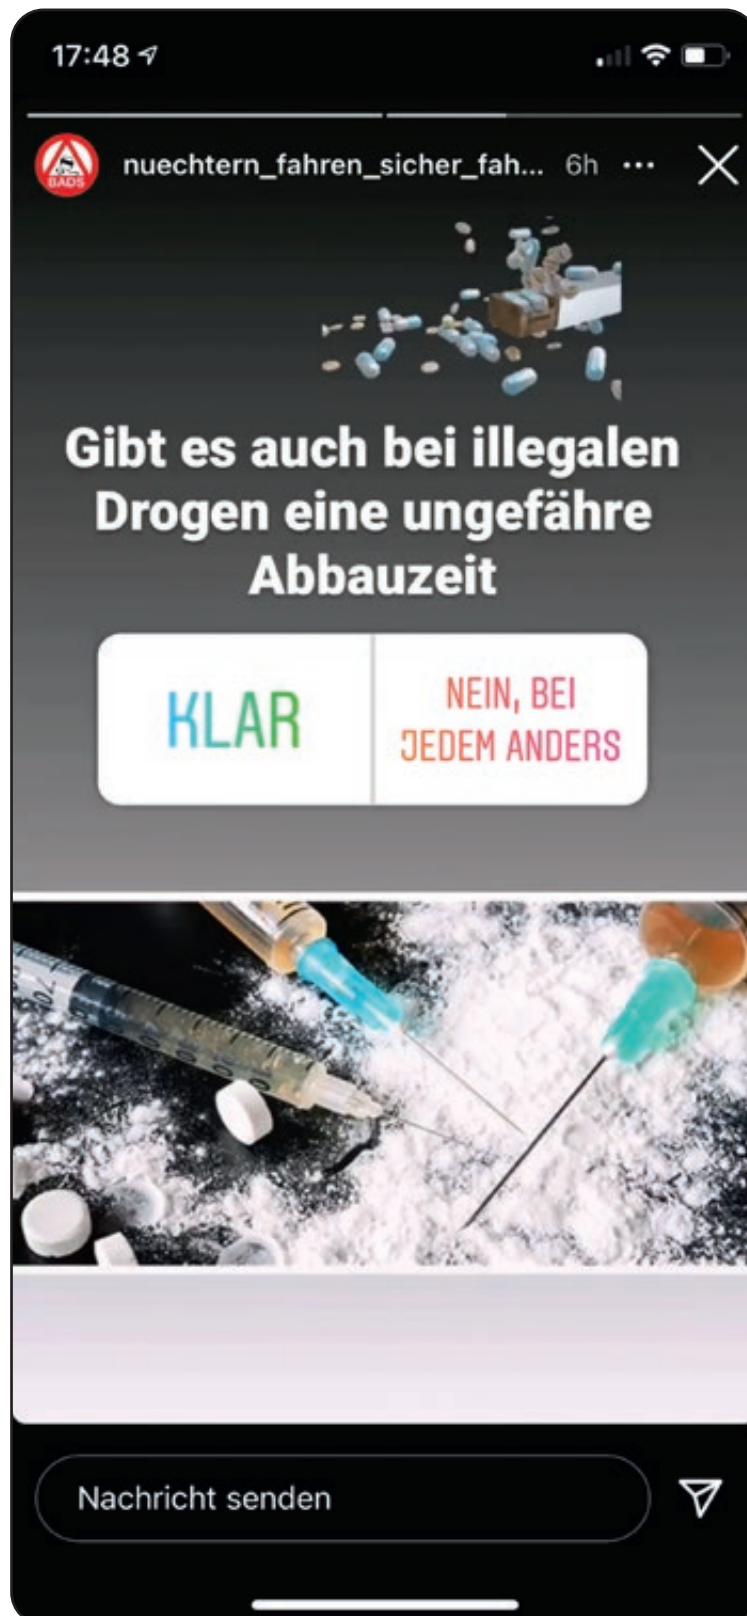 17:48
BADS
nuechtern_fahren_sicher_fah... 6h
Gibt es auch bei illegalen
Drogen eine ungefähre
Abbauzeit
KLAR
NEIN, BEI
JEDEM ANDERS
Nachricht senden